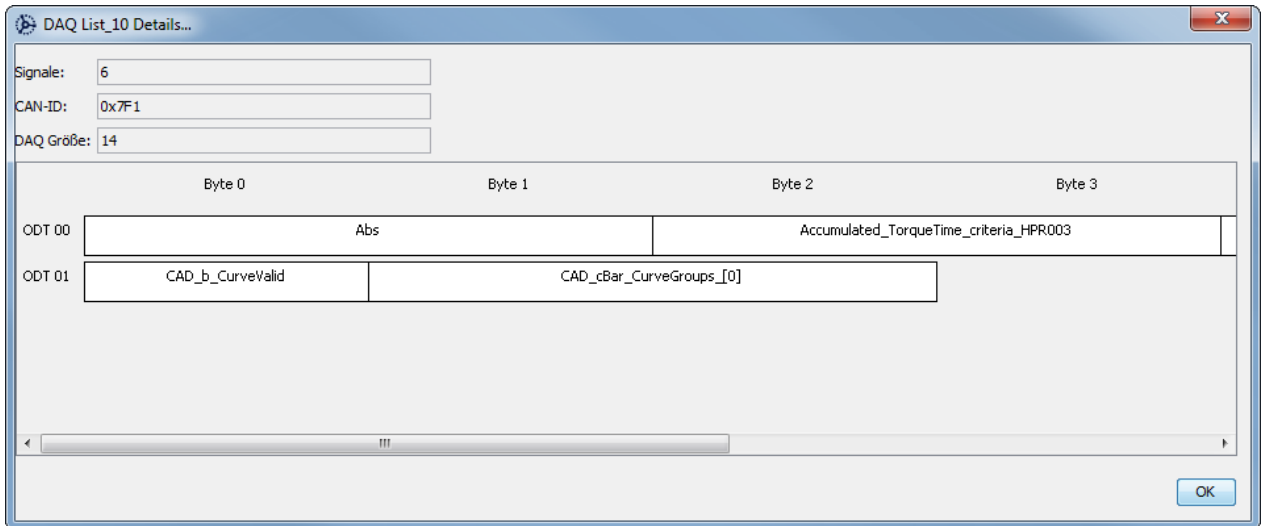 DAQ List_10 Details...
Signale: 6
CAN-ID: 0x7F1
DAQ Größe: 14
Byte 0 Byte 1 Byte 2 Byte 3
ODT 00 Abs Accumulated_TorqueTime_criteria_HPR003
ODT 01 CAD_b_CurveValid CAD_cBar_CurveGroups_[0]
OK